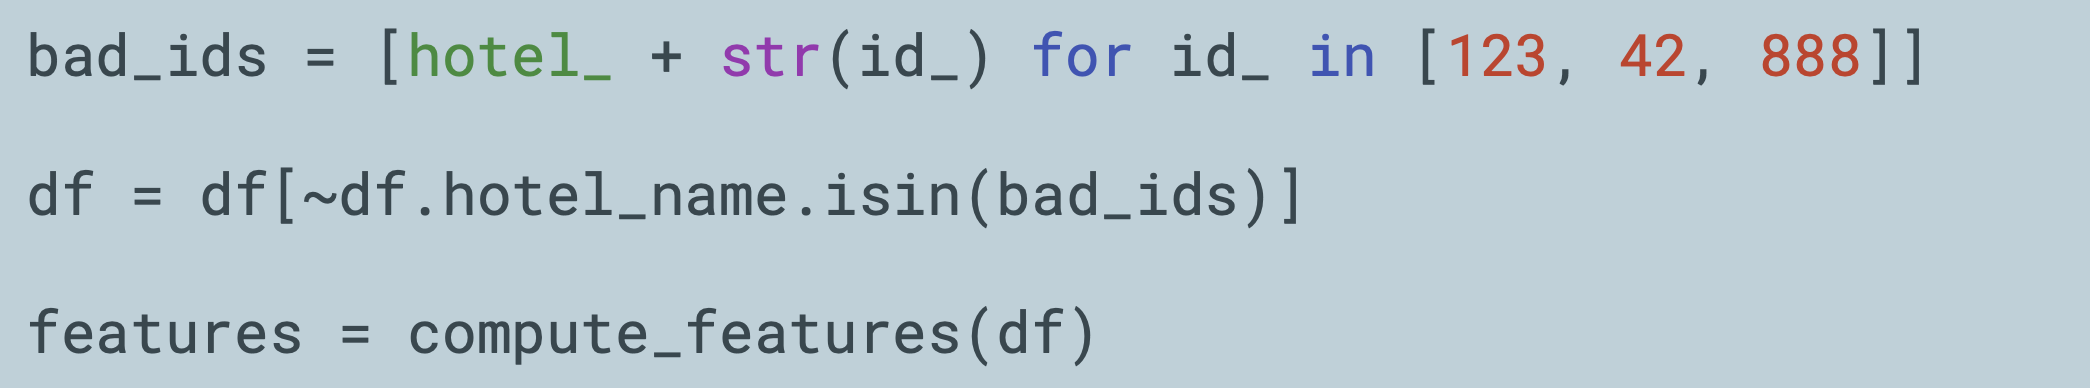 bad_ids = [hotel_ + str(id_) for id_ in [123, 42, 888]]
df = df[~df.hotel_name.isin(bad_ids)]
features = compute_features(df)